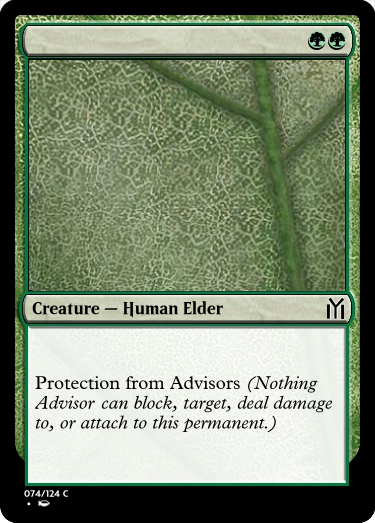 Creature — Human Elder
Protection from Advisors (Nothing
Advisor can block, target, deal damage
to, or attach to this permanent.)
074/124 C